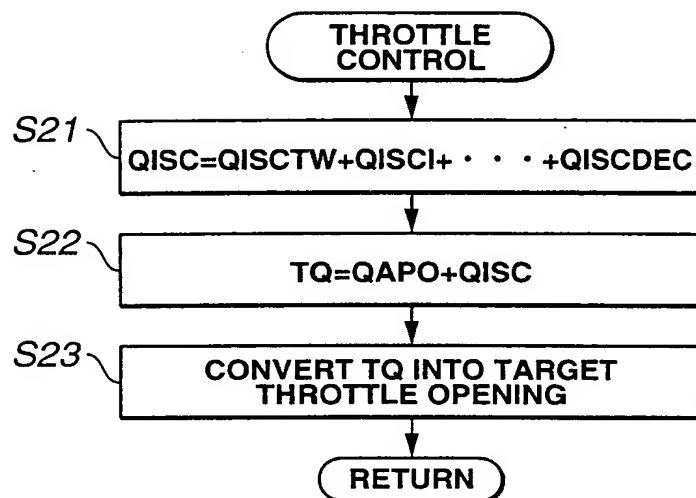 THROTTLE
CONTROL
S21
QISC=QISCTW+QISCI+ · · · +QISCDEC
S22
TQ=QAPO+QISC
S23
CONVERT TQ INTO TARGET
THROTTLE OPENING
RETURN